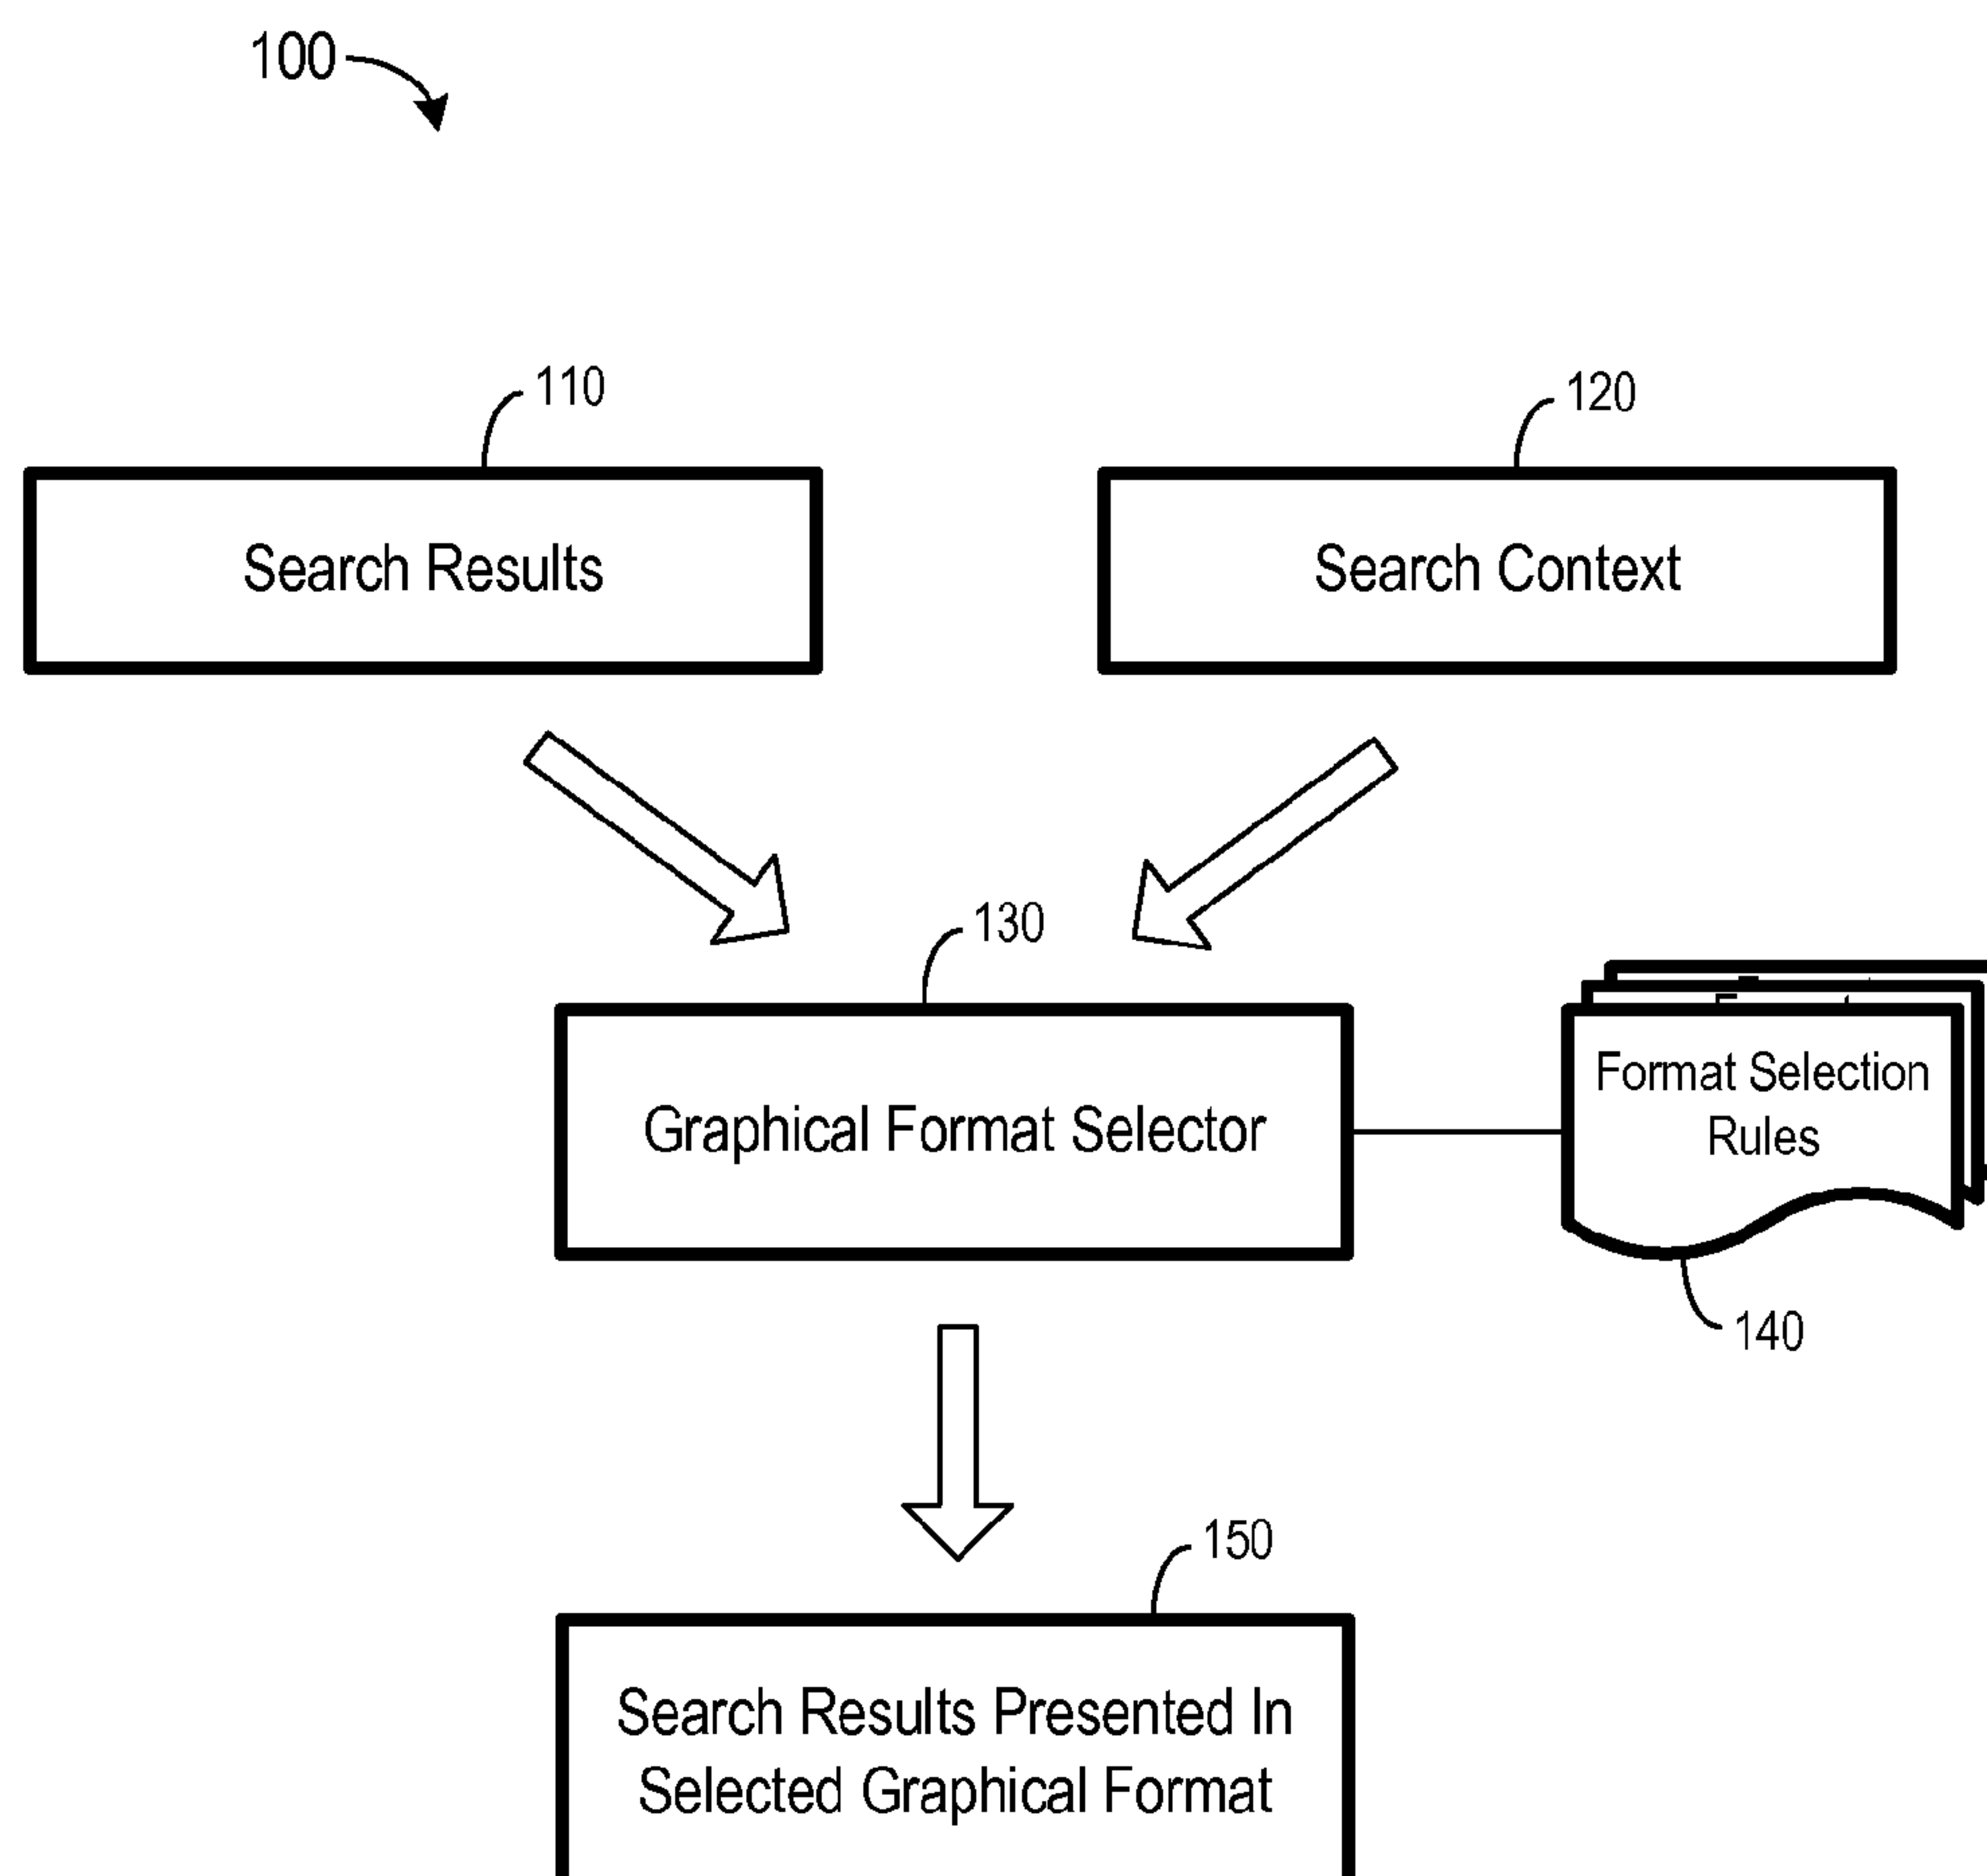 100
110
120
Search Results
Search Context
130
Graphical Format Selector
Format Selection
Rules
140
150
Search Results Presented In
Selected Graphical Format